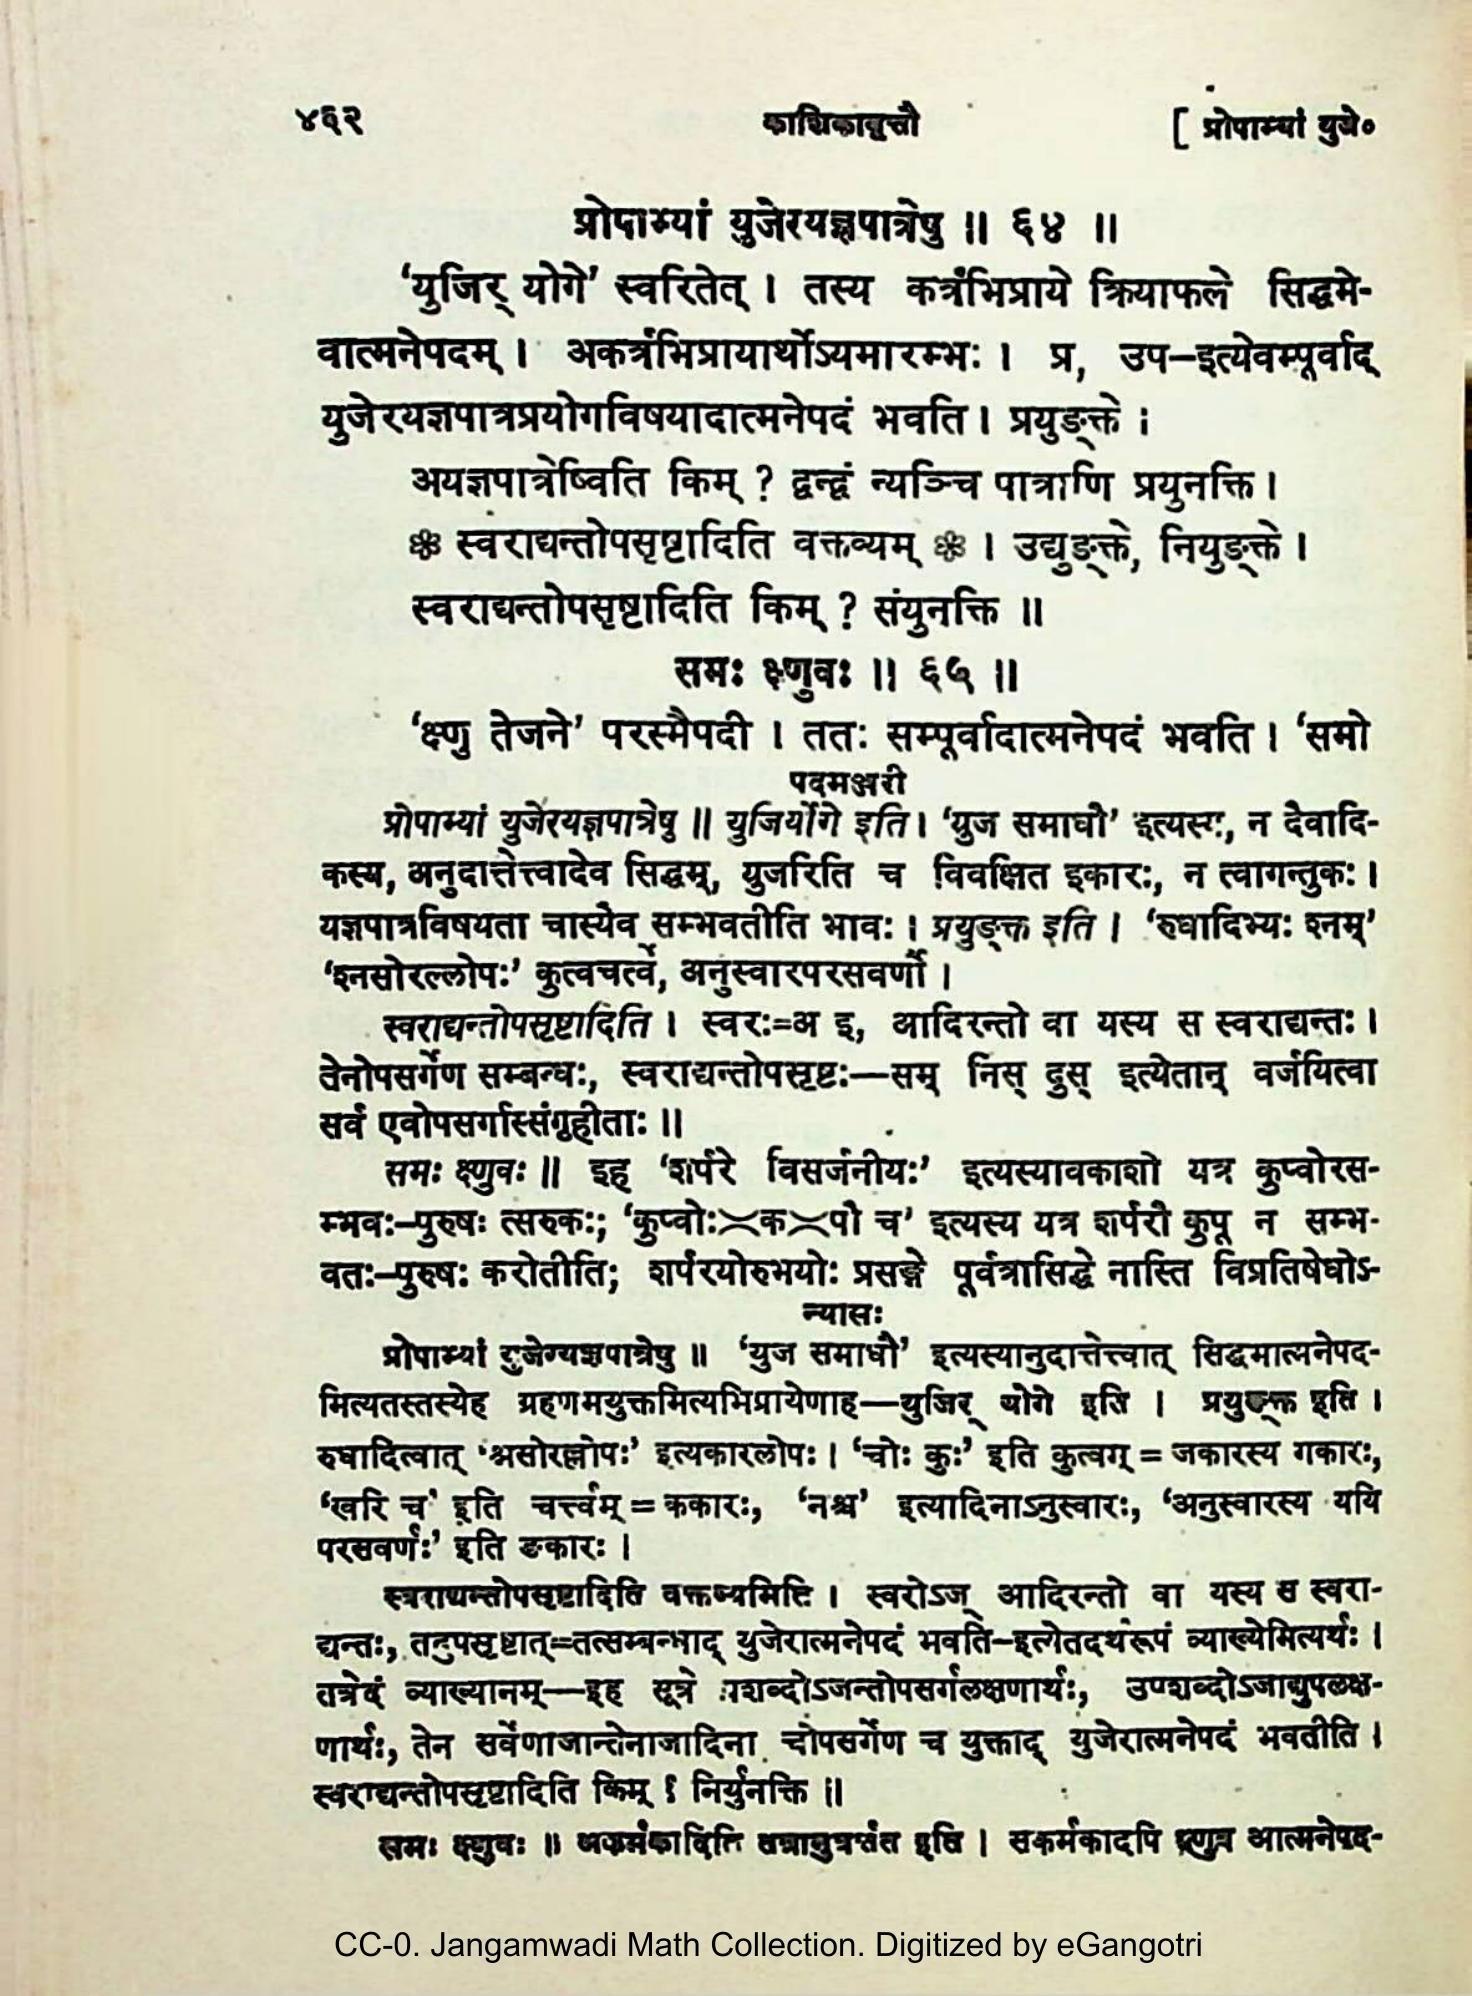 ४६२ काशिकावृत्तौ [ प्रोपाभ्यां युजे०
प्रोपाभ्यां युजेरयज्ञपात्रेषु ॥ ६४ ॥
‘युजिर् योगे’ स्वरितेत् । तस्य कर्त्रभिप्राये क्रियाफले सिद्धमे-
वात्मनेपदम् । अकर्त्रभिप्रायार्थोऽयमारम्भः । प्र, उप–इत्येवम्पूर्वाद्
युजेरयज्ञपात्रप्रयोगविषयादात्मनेपदं भवति । प्रयुङ्क्ते ।
अयज्ञपात्रेष्विति किम् ? द्वन्द्वं न्यञ्चि पात्राणि प्रयुनक्ति ।
❀ स्वराद्यन्तोपसृष्टादिति वक्तव्यम् ❀ । उद्युङ्क्ते, नियुङ्क्ते ।
स्वराद्यन्तोपसृष्टादिति किम् ? संयुनक्ति ॥
समः क्ष्णुवः ॥ ६५ ॥
‘क्ष्णु तेजने’ परस्मैपदी । ततः सम्पूर्वादात्मनेपदं भवति । ‘समो
पदमञ्जरी
प्रोपाभ्यां युजेरयज्ञपात्रेषु ॥ युजिर्योगे इति । ‘युज समाधौ’ इत्यस्य, न दैवादि-
कस्य, अनुदात्तेत्त्वादेव सिद्धम्, युजरिति च विवक्षित इकारः, न त्वागन्तुकः ।
यज्ञपात्रविषयता चास्यैव सम्भवतीति भावः । प्रयुङ्क्त इति । ‘रुधादिभ्यः श्नम्’
‘श्नसोरल्लोपः’ कुत्वचर्त्वे, अनुस्वारपरसवर्णौ ।
स्वराद्यन्तोपसृष्टादिति । स्वरः=अ इ, आदिरन्तो वा यस्य स स्वराद्यन्तः ।
तेनोपसर्गेण सम्बन्धः, स्वराद्यन्तोपसृष्टः—सम् निस् दुस् इत्येतान् वर्जयित्वा
सर्व एवोपसर्गास्संगृहीताः ॥
समः क्ष्णुवः ॥ इह ‘शर्परे विसर्जनीयः’ इत्यस्यावकाशो यत्र कुप्वोरस-
म्भवः–पुरुषः त्सरुकः; ‘कुप्वोः≍क≍पौ च’ इत्यस्य यत्र शर्परौ कुपू न सम्भ-
वतः–पुरुषः करोतीति; शर्परयोरुभयोः प्रसङ्गे पूर्वत्रासिद्धे नास्ति विप्रतिषेधोऽ-
न्यासः
प्रोपाभ्यां युजेरयज्ञपात्रेषु ॥ ‘युज समाधौ’ इत्यस्यानुदात्तेत्त्वात् सिद्धमात्मनेपद-
मित्यतस्तस्येह ग्रहणमयुक्तमित्यभिप्रायेणाह—युजिर् योगे इति । प्रयुङ्क्त इति ।
रुधादित्वात् ‘श्नसोरल्लोपः’ इत्यकारलोपः । ‘चोः कुः’ इति कुत्वम् = जकारस्य गकारः,
‘खरि च’ इति चर्त्त्वम् = ककारः, ‘नश्च’ इत्यादिनाऽनुस्वारः, ‘अनुस्वारस्य ययि
परसवर्णः’ इति ङकारः ।
स्वराद्यन्तोपसृष्टादिति वक्तव्यमिति । स्वरोऽज् आदिरन्तो वा यस्य स स्वरा-
द्यन्तः, तदुपसृष्टात्=तत्सम्बन्धाद् युजेरात्मनेपदं भवति–इत्येतदर्थरूपं व्याख्येमित्यर्थः ।
तत्रेदं व्याख्यानम्—इह सूत्रे प्रशब्दोऽजन्तोपसर्गलक्षणार्थः, उपशब्दोऽजाद्युपलक्ष-
णार्थः, तेन सर्वेणाजान्तेनाजादिना चोपसर्गेण च युक्ताद् युजेरात्मनेपदं भवतीति ।
स्वराद्यन्तोपसृष्टादिति किम् ? निर्युनक्ति ॥
समः क्ष्णुवः ॥ अकर्मकादिति तत्रानुवर्त्तत इति । सकर्मकादपि क्ष्णुव आत्मनेपद-
CC-0. Jangamwadi Math Collection. Digitized by eGangotri